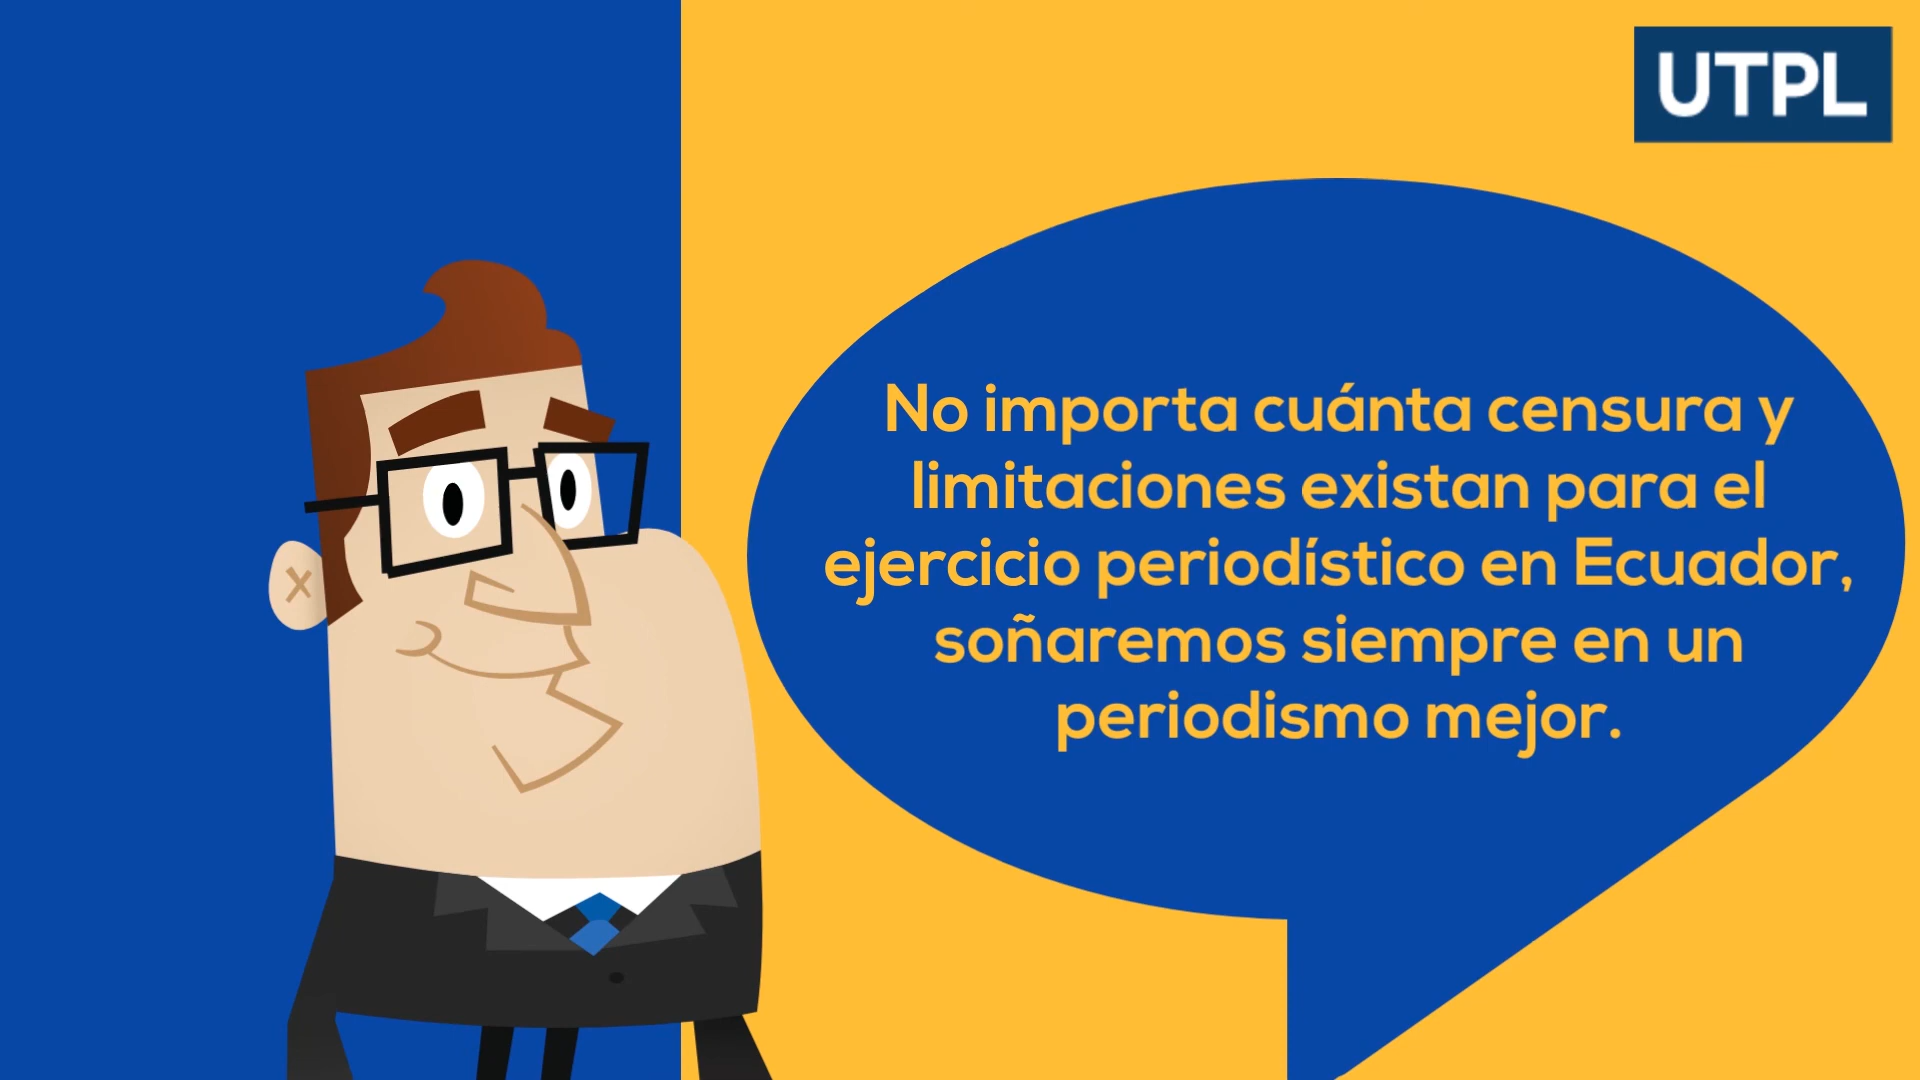 UTPL
No importa cuánta censura y
limitaciones existan para el
ejercicio periodístico en Ecuador,
soñaremos siempre en un
periodismo mejor.